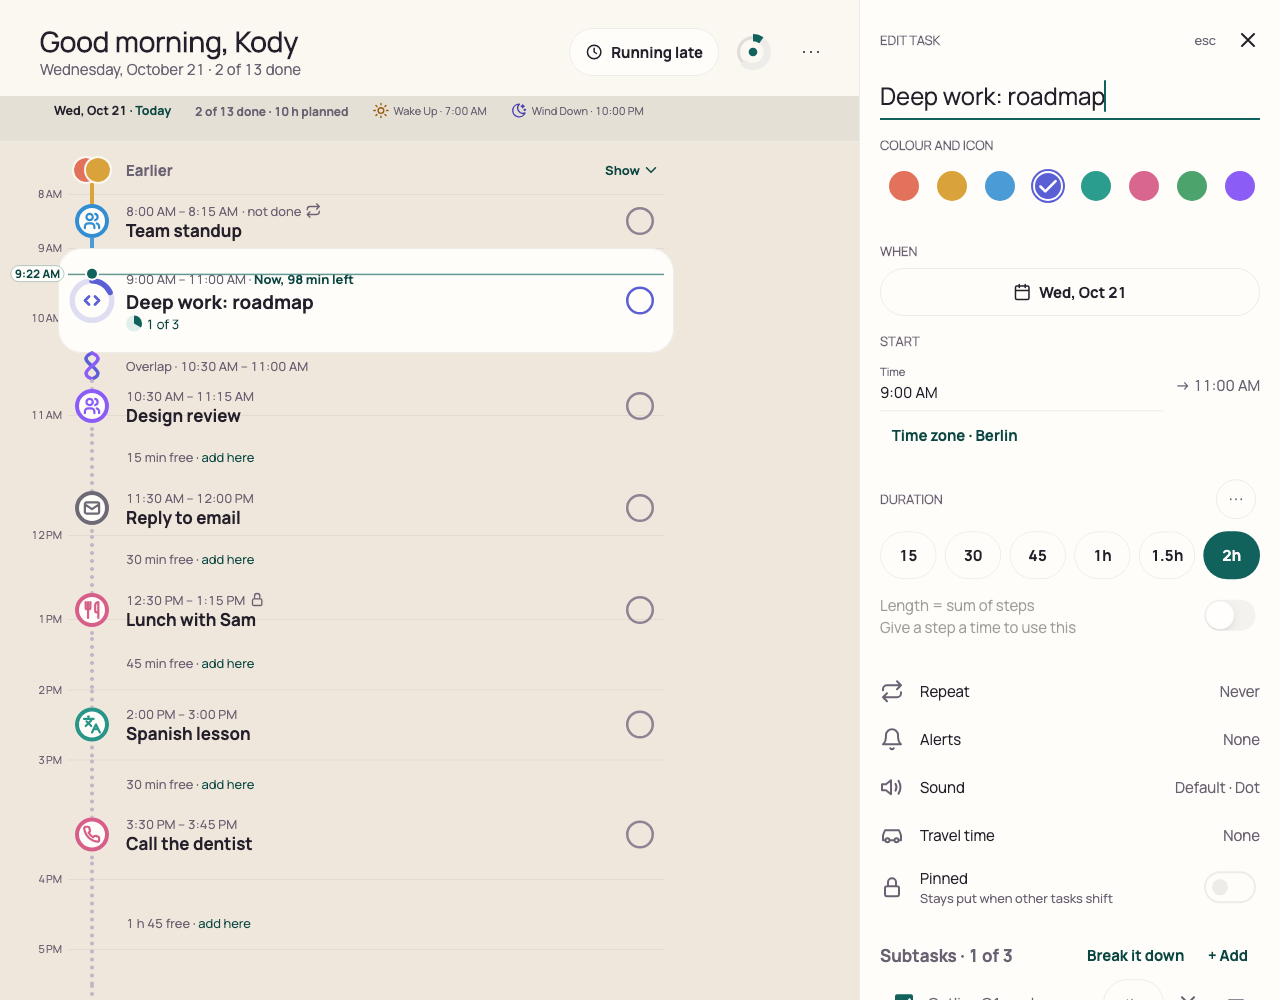 Good morning, Kody
Wednesday, October 21 · 2 of 13 done
Running late
Wed, Oct 21 · Today
2 of 13 done · 10 h planned
Wake Up · 7:00 AM
Wind Down · 10:00 PM
Earlier
Show
8 AM
8:00 AM – 8:15 AM · not done
Team standup
9 AM
9:22 AM
9:00 AM – 11:00 AM · Now, 98 min left
Deep work: roadmap
10 AM
1 of 3
Overlap · 10:30 AM – 11:00 AM
10:30 AM – 11:15 AM
11 AM
Design review
15 min free · add here
11:30 AM – 12:00 PM
Reply to email
12 PM
30 min free · add here
12:30 PM – 1:15 PM
1 PM
Lunch with Sam
45 min free · add here
2 PM
2:00 PM – 3:00 PM
Spanish lesson
3 PM
30 min free · add here
3:30 PM – 3:45 PM
Call the dentist
4 PM
1 h 45 free · add here
5 PM
EDIT TASK
esc
Deep work: roadmap
COLOUR AND ICON
WHEN
Wed, Oct 21
START
Time
9:00 AM
→ 11:00 AM
Time zone · Berlin
DURATION
15
30
45
1h
1.5h
2h
Length = sum of steps
Give a step a time to use this
Repeat
Never
Alerts
None
Sound
Default · Dot
Travel time
None
Pinned
Stays put when other tasks shift
Subtasks · 1 of 3
Break it down
+ Add